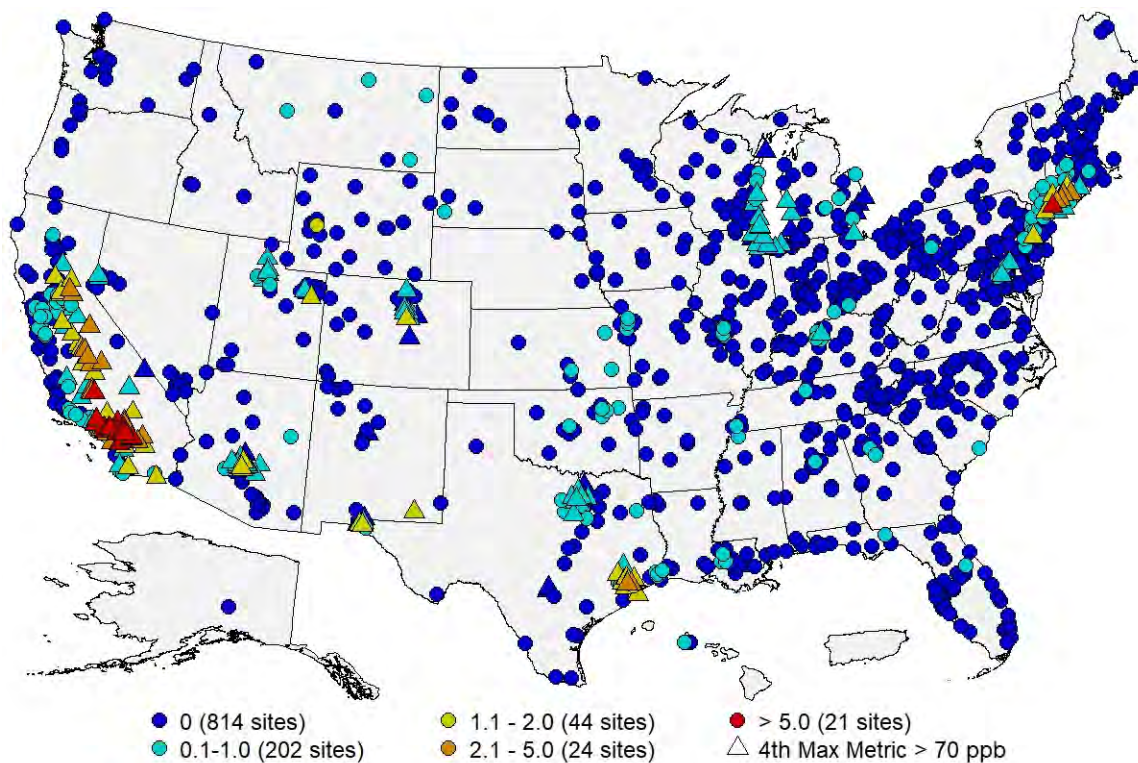 0 (814 sites) 1.1 - 2.0 (44 sites) > 5.0 (21 sites)
0.1-1.0 (202 sites) 2.1 - 5.0 (24 sites) 4th Max Metric > 70 ppb